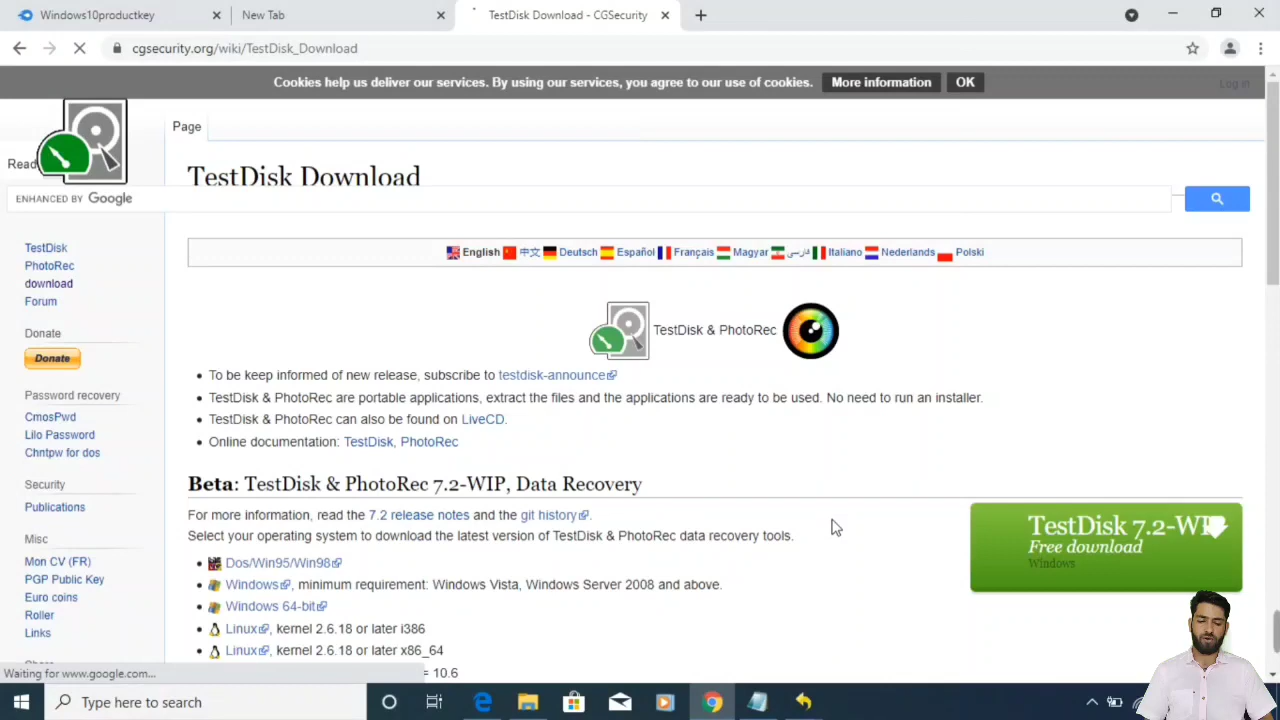 Windows10productkey
New Tab
TestDisk Download - CGSecurity
cgsecurity.org/wiki/TestDisk_Download
Cookies help us deliver our services. By using our services, you agree to our use of cookies. More information OK
Log in
Page
Read
TestDisk Download
ENHANCED BY Google
English 中文 Deutsch Español Français Magyar فارسی Italiano Nederlands Polski
TestDisk
PhotoRec
download
Forum
Donate
Donate
Password recovery
CmosPwd
Lilo Password
Chntpw for dos
Security
Publications
Misc
Mon CV (FR)
PGP Public Key
Euro coins
Roller
Links
TestDisk & PhotoRec
To be keep informed of new release, subscribe to testdisk-announce
TestDisk & PhotoRec are portable applications, extract the files and the applications are ready to be used. No need to run an installer.
TestDisk & PhotoRec can also be found on LiveCD.
Online documentation: TestDisk, PhotoRec
Beta: TestDisk & PhotoRec 7.2-WIP, Data Recovery
For more information, read the 7.2 release notes and the git history.
Select your operating system to download the latest version of TestDisk & PhotoRec data recovery tools.
Dos/Win95/Win98
Windows, minimum requirement: Windows Vista, Windows Server 2008 and above.
Windows 64-bit
Linux, kernel 2.6.18 or later i386
Linux, kernel 2.6.18 or later x86_64
= 10.6
TestDisk 7.2-WIP
Free download
Windows
Waiting for www.google.com...
Type here to search